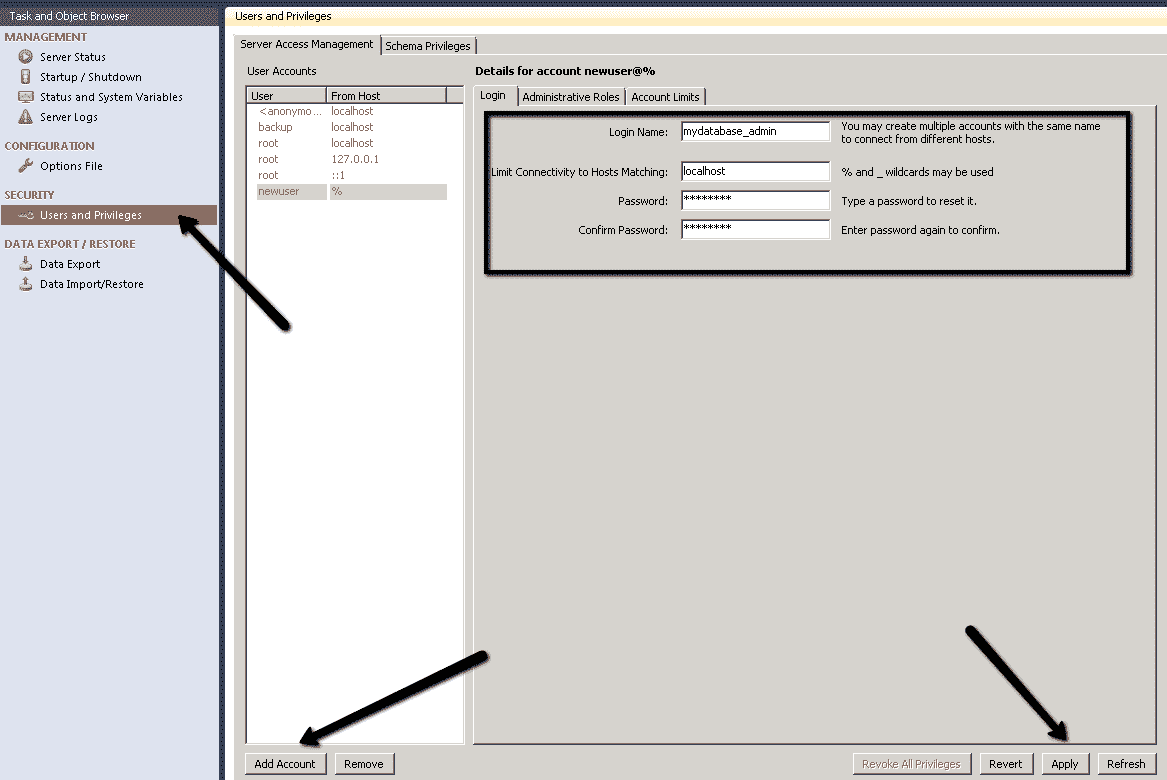 Task and Object Browser
MANAGEMENT
Server Status
Startup / Shutdown
Status and System Variables
Server Logs
CONFIGURATION
Options File
SECURITY
Users and Privileges
DATA EXPORT / RESTORE
Data Export
Data Import/Restore
Users and Privileges
Server Access Management
Schema Privileges
User Accounts
User From Host
<anonymo... localhost
backup localhost
root localhost
root 127.0.0.1
root ::1
newuser %
Add Account
Remove
Details for account newuser@%
Login
Administrative Roles
Account Limits
Login Name: mydatabase_admin You may create multiple accounts with the same name
to connect from different hosts.
Limit Connectivity to Hosts Matching: localhost % and _ wildcards may be used
Password: ******** Type a password to reset it.
Confirm Password: ******** Enter password again to confirm.
Revoke All Privileges
Revert
Apply
Refresh